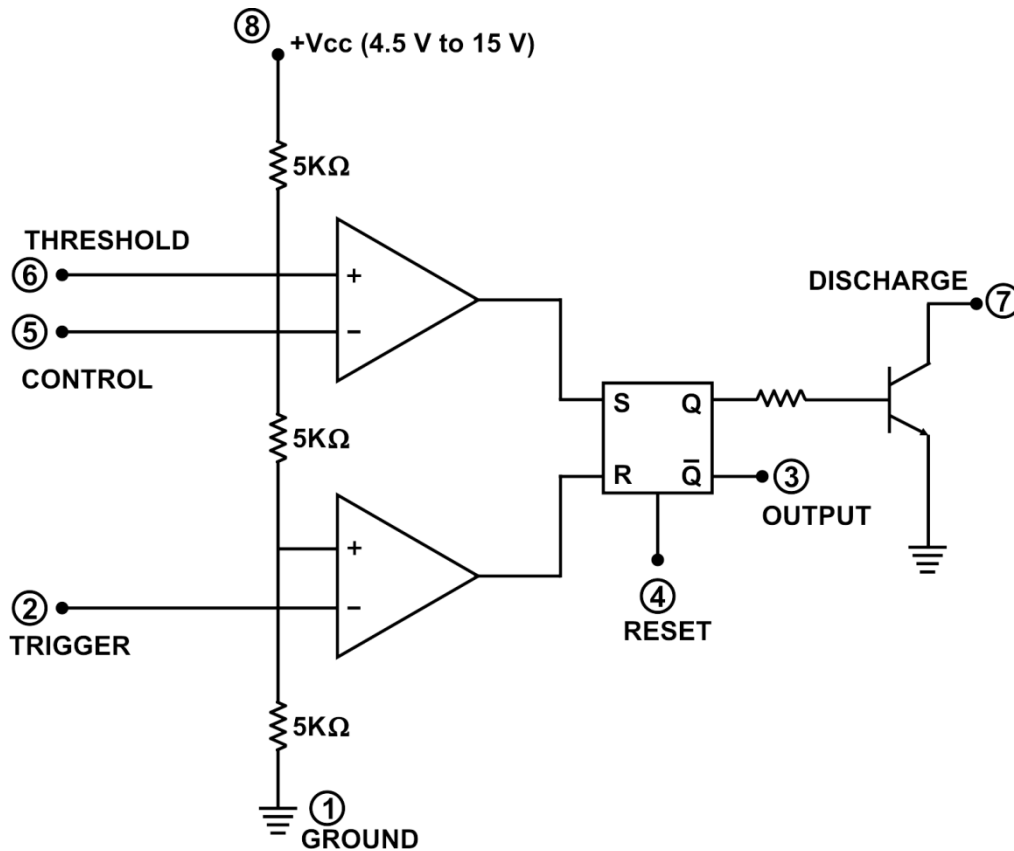 8
+Vcc (4.5 V to 15 V)
5KΩ
THRESHOLD
6
+
5
−
CONTROL
DISCHARGE
7
5KΩ
S Q
R Q̅
3
OUTPUT
+
2
−
TRIGGER
4
RESET
5KΩ
1
GROUND